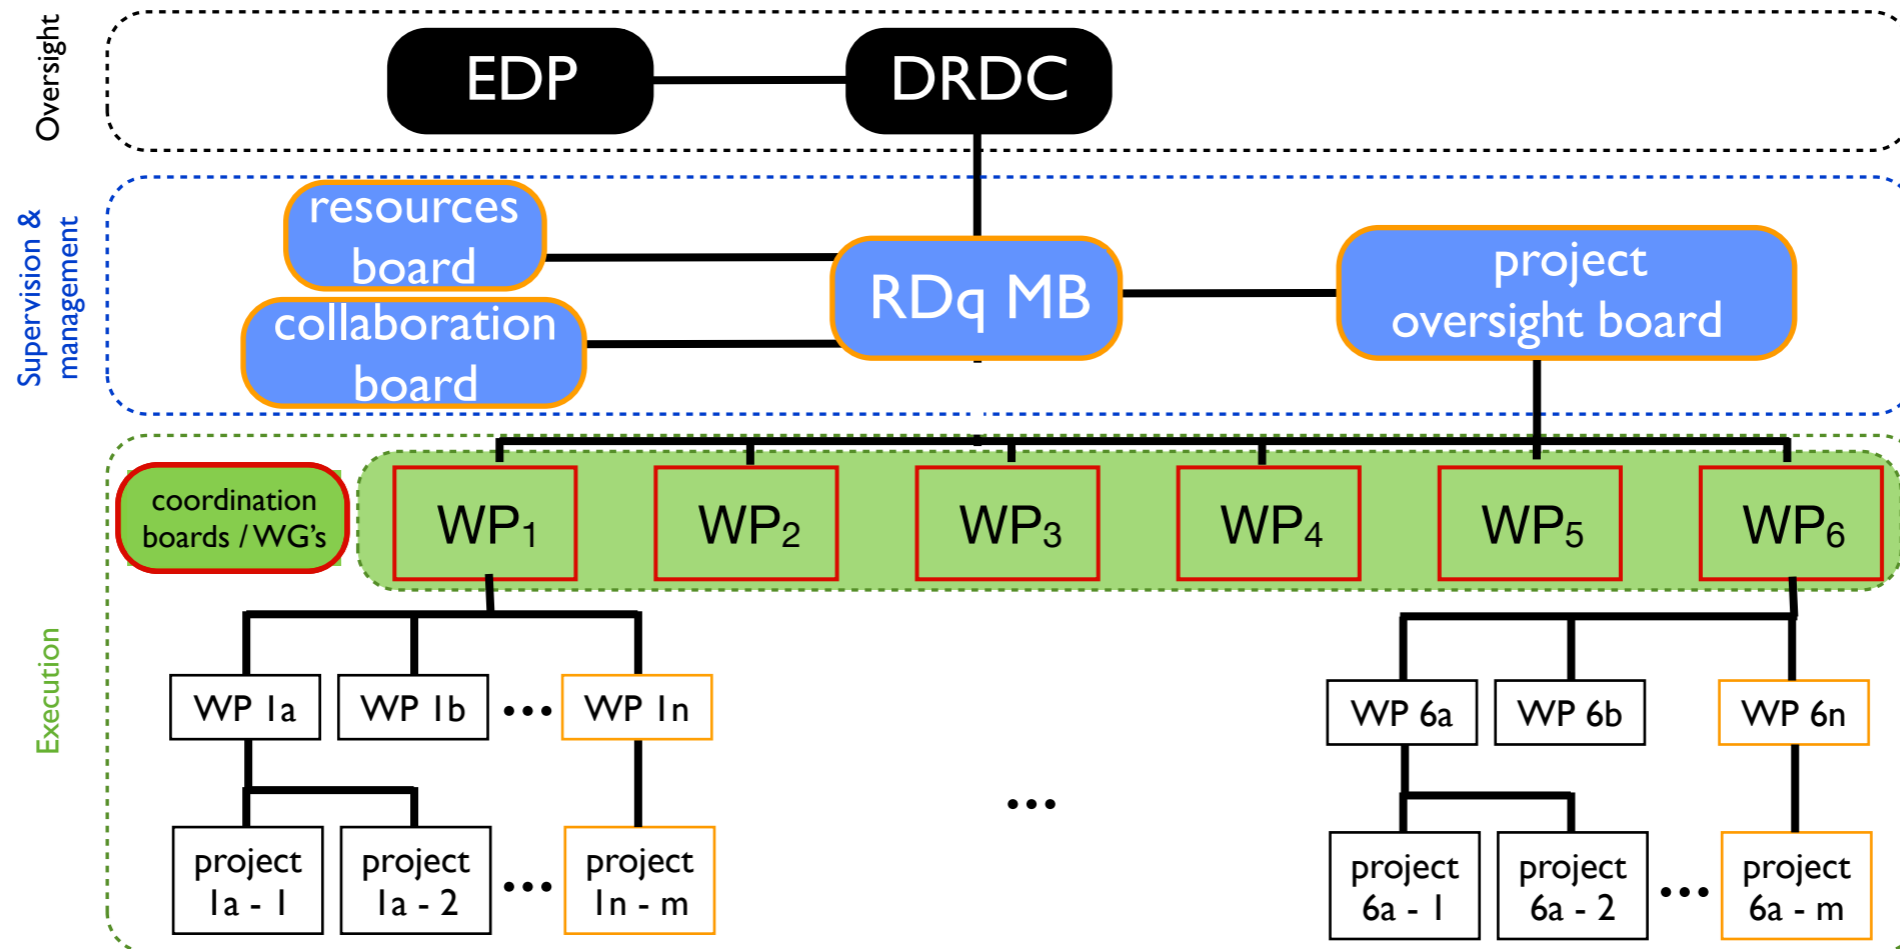 Oversight
EDP
DRDC
Supervision &
management
resources
board
collaboration
board
RDq MB
project
oversight board
Execution
coordination
boards / WG's
WP1
WP2
WP3
WP4
WP5
WP6
WP 1a
WP 1b
...
WP 1n
WP 6a
WP 6b
WP 6n
...
project
1a - 1
project
1a - 2
...
project
1n - m
project
6a - 1
project
6a - 2
...
project
6a - m